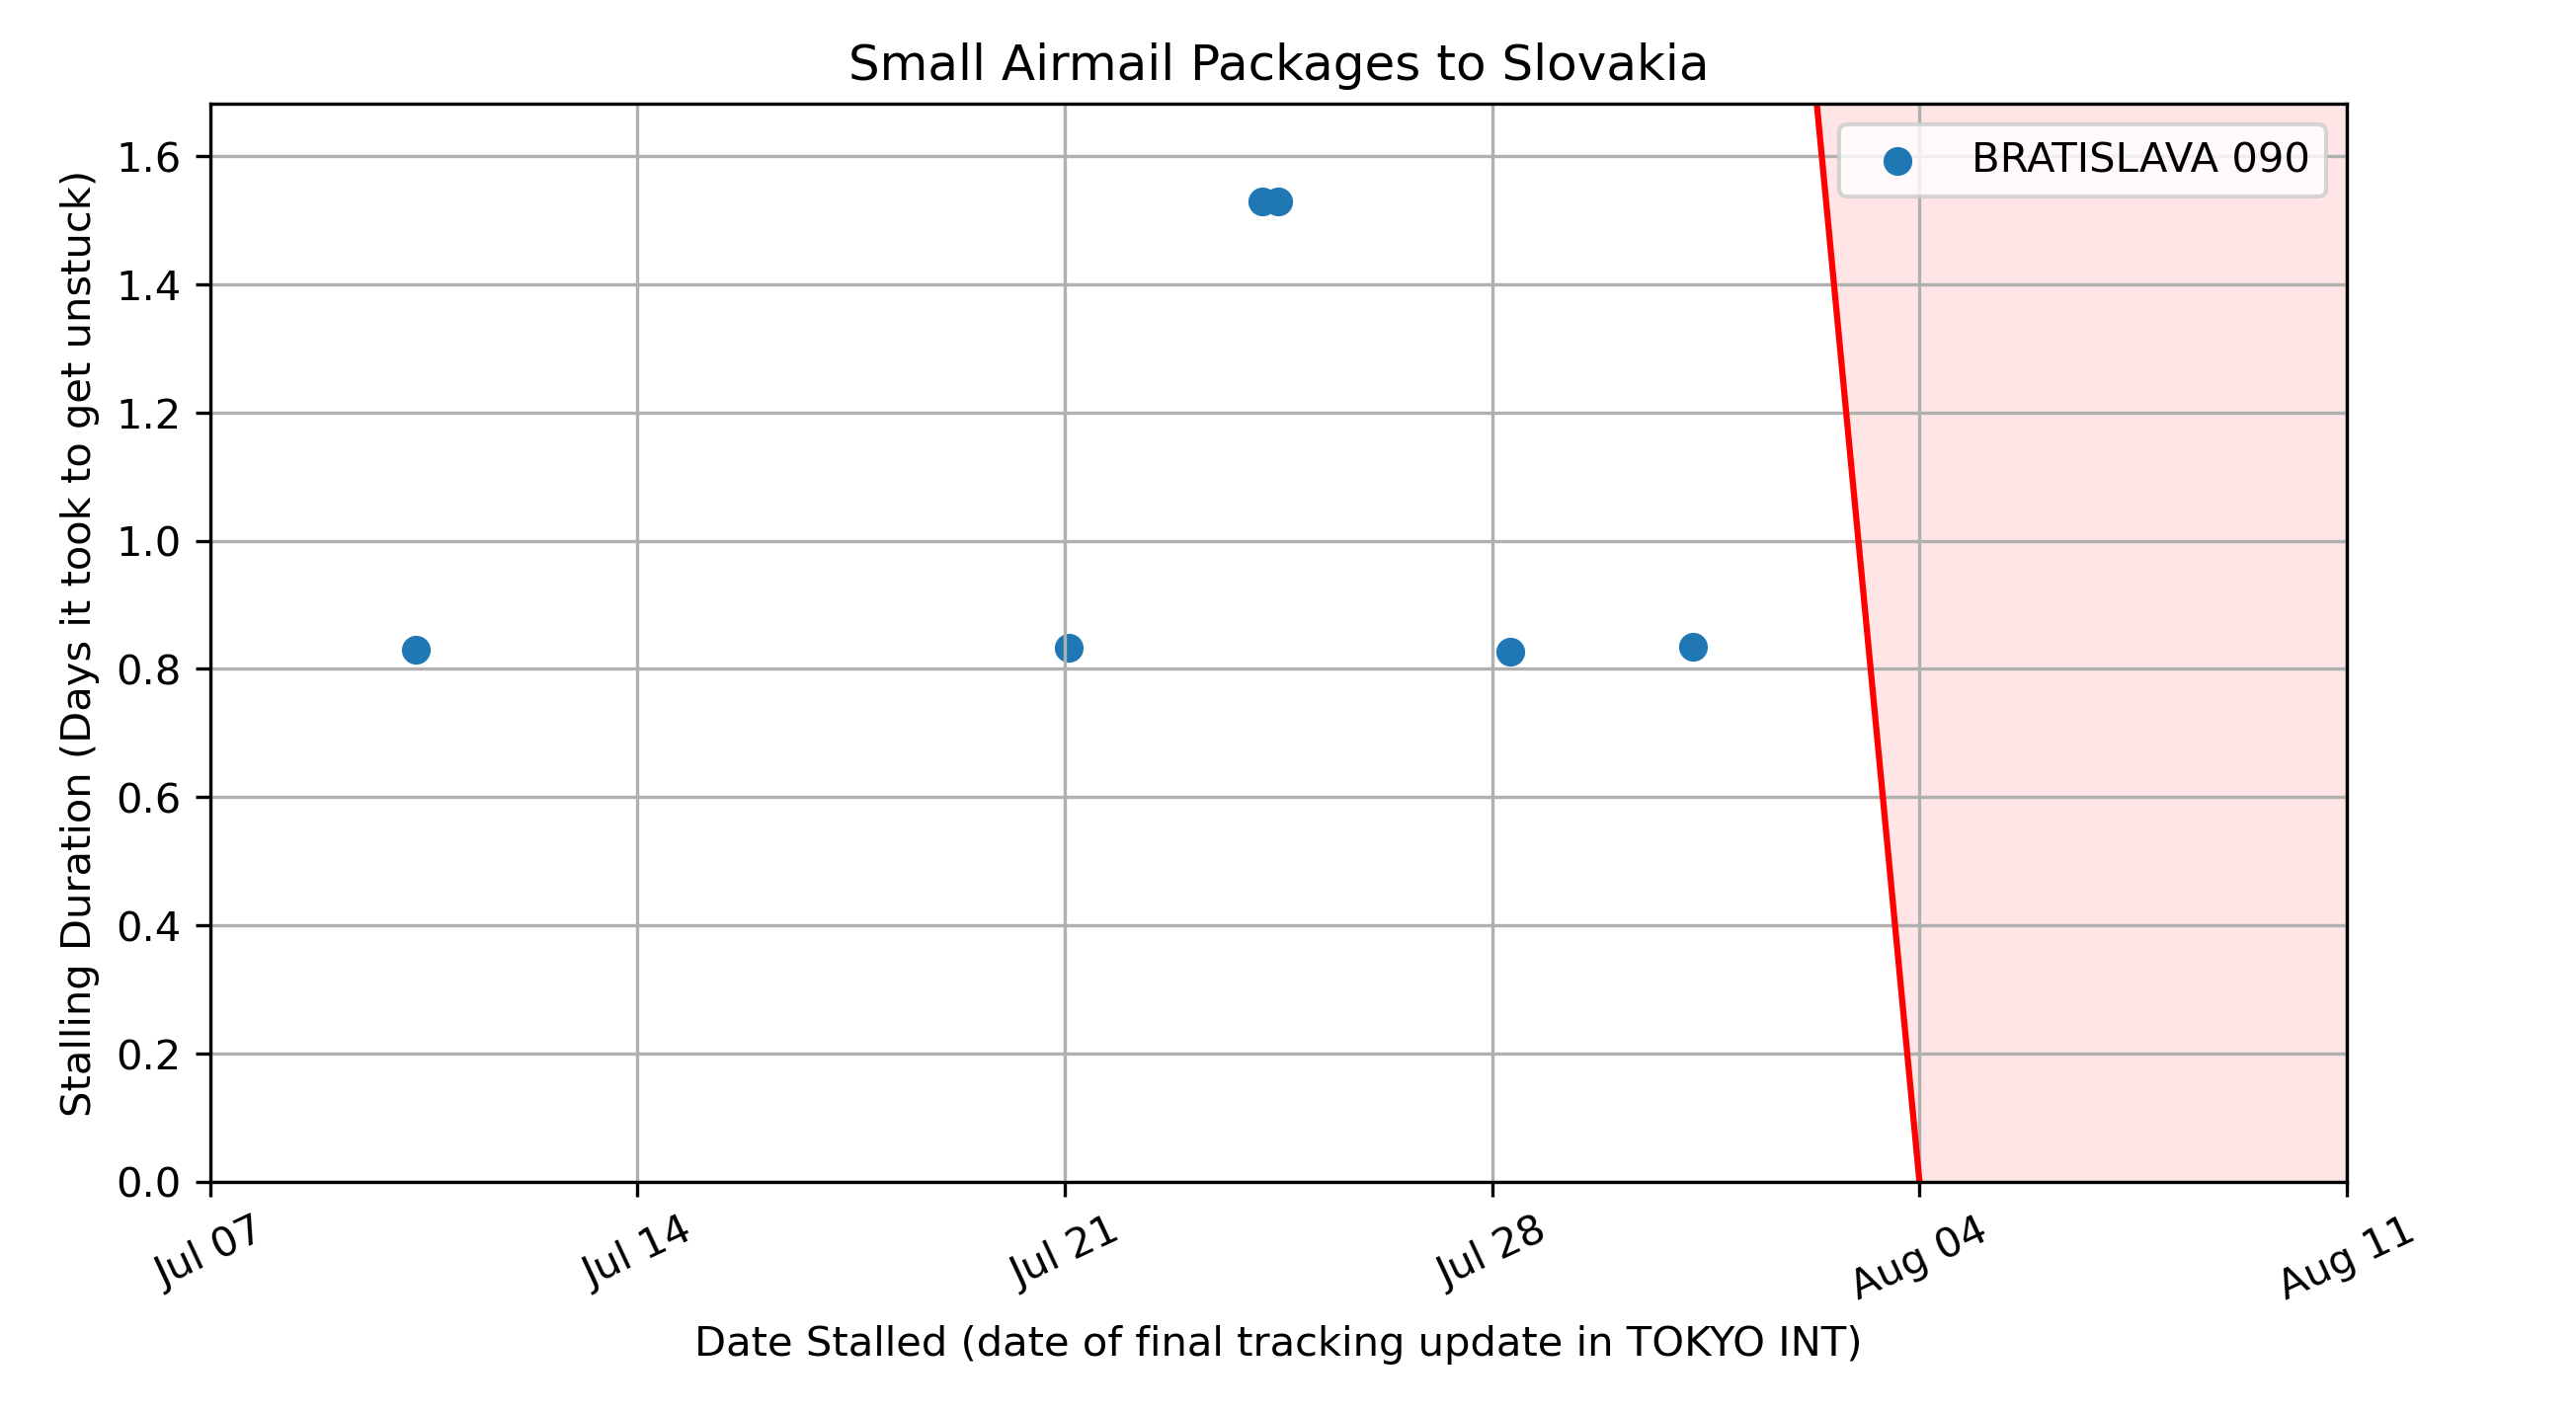 Small Airmail Packages to Slovakia
BRATISLAVA 090
Stalling Duration (Days it took to get unstuck)
1.6
1.4
1.2
1.0
0.8
0.6
0.4
0.2
0.0
Jul 07
Jul 14
Jul 21
Jul 28
Aug 04
Aug 11
Date Stalled (date of final tracking update in TOKYO INT)